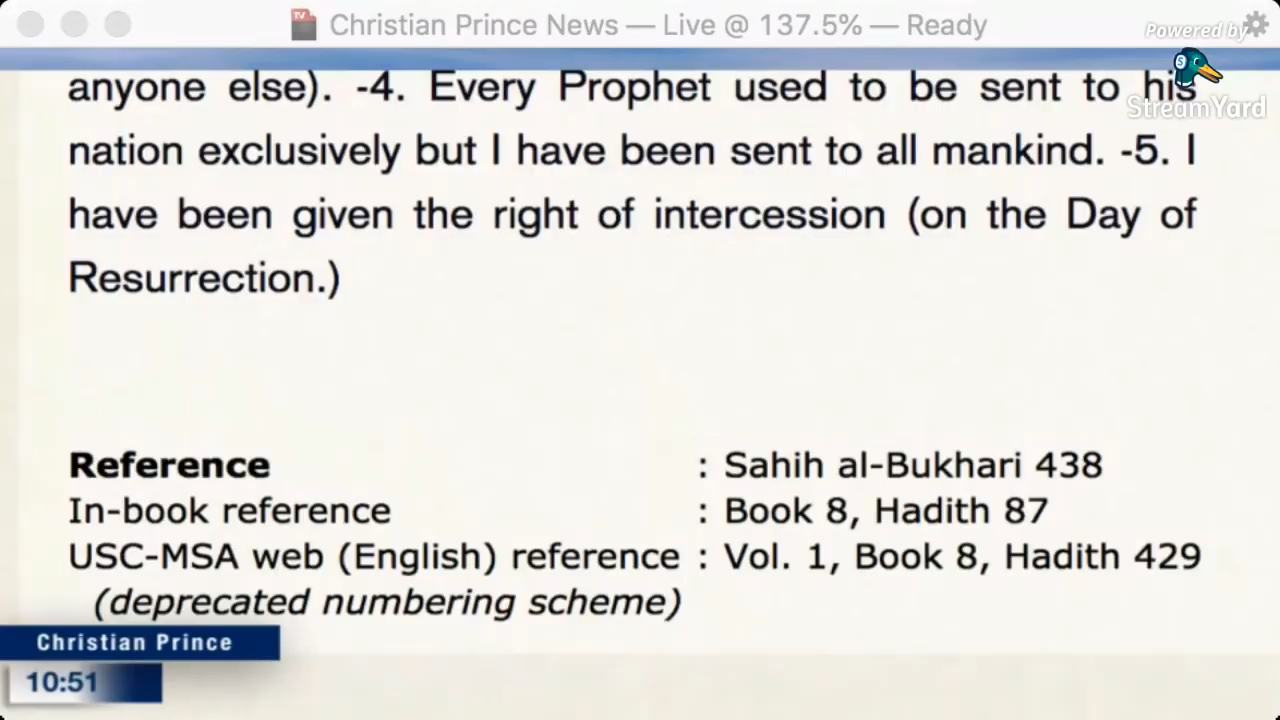 TV
Christian Prince News — Live @ 137.5% — Ready
Powered by
StreamYard
anyone else). -4. Every Prophet used to be sent to his
nation exclusively but I have been sent to all mankind. -5. I
have been given the right of intercession (on the Day of
Resurrection.)
Reference : Sahih al-Bukhari 438
In-book reference : Book 8, Hadith 87
USC-MSA web (English) reference : Vol. 1, Book 8, Hadith 429
(deprecated numbering scheme)
Christian Prince
10:51